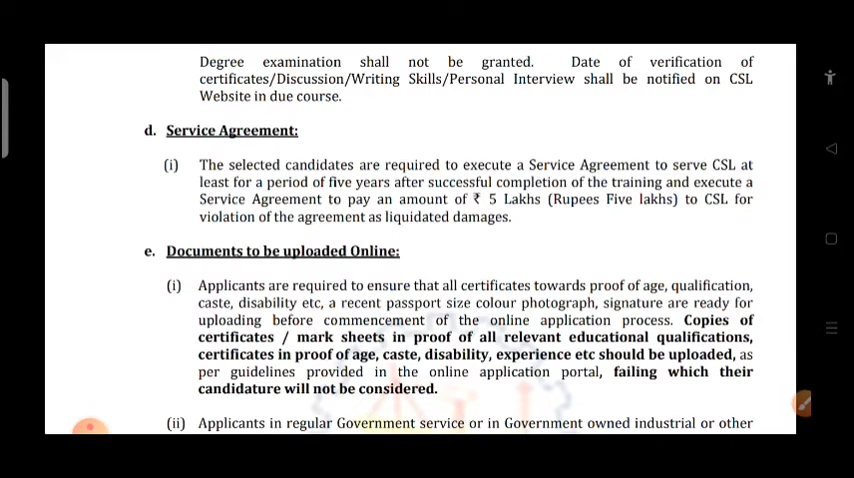 Degree examination shall not be granted. Date of verification of
certificates/Discussion/Writing Skills/Personal Interview shall be notified on CSL
Website in due course.
d. Service Agreement:
(i) The selected candidates are required to execute a Service Agreement to serve CSL at
least for a period of five years after successful completion of the training and execute a
Service Agreement to pay an amount of ₹ 5 Lakhs (Rupees Five lakhs) to CSL for
violation of the agreement as liquidated damages.
e. Documents to be uploaded Online:
(i) Applicants are required to ensure that all certificates towards proof of age, qualification,
caste, disability etc, a recent passport size colour photograph, signature are ready for
uploading before commencement of the online application process. Copies of
certificates / mark sheets in proof of all relevant educational qualifications,
certificates in proof of age, caste, disability, experience etc should be uploaded, as
per guidelines provided in the online application portal, failing which their
candidature will not be considered.
(ii) Applicants in regular Government service or in Government owned industrial or other